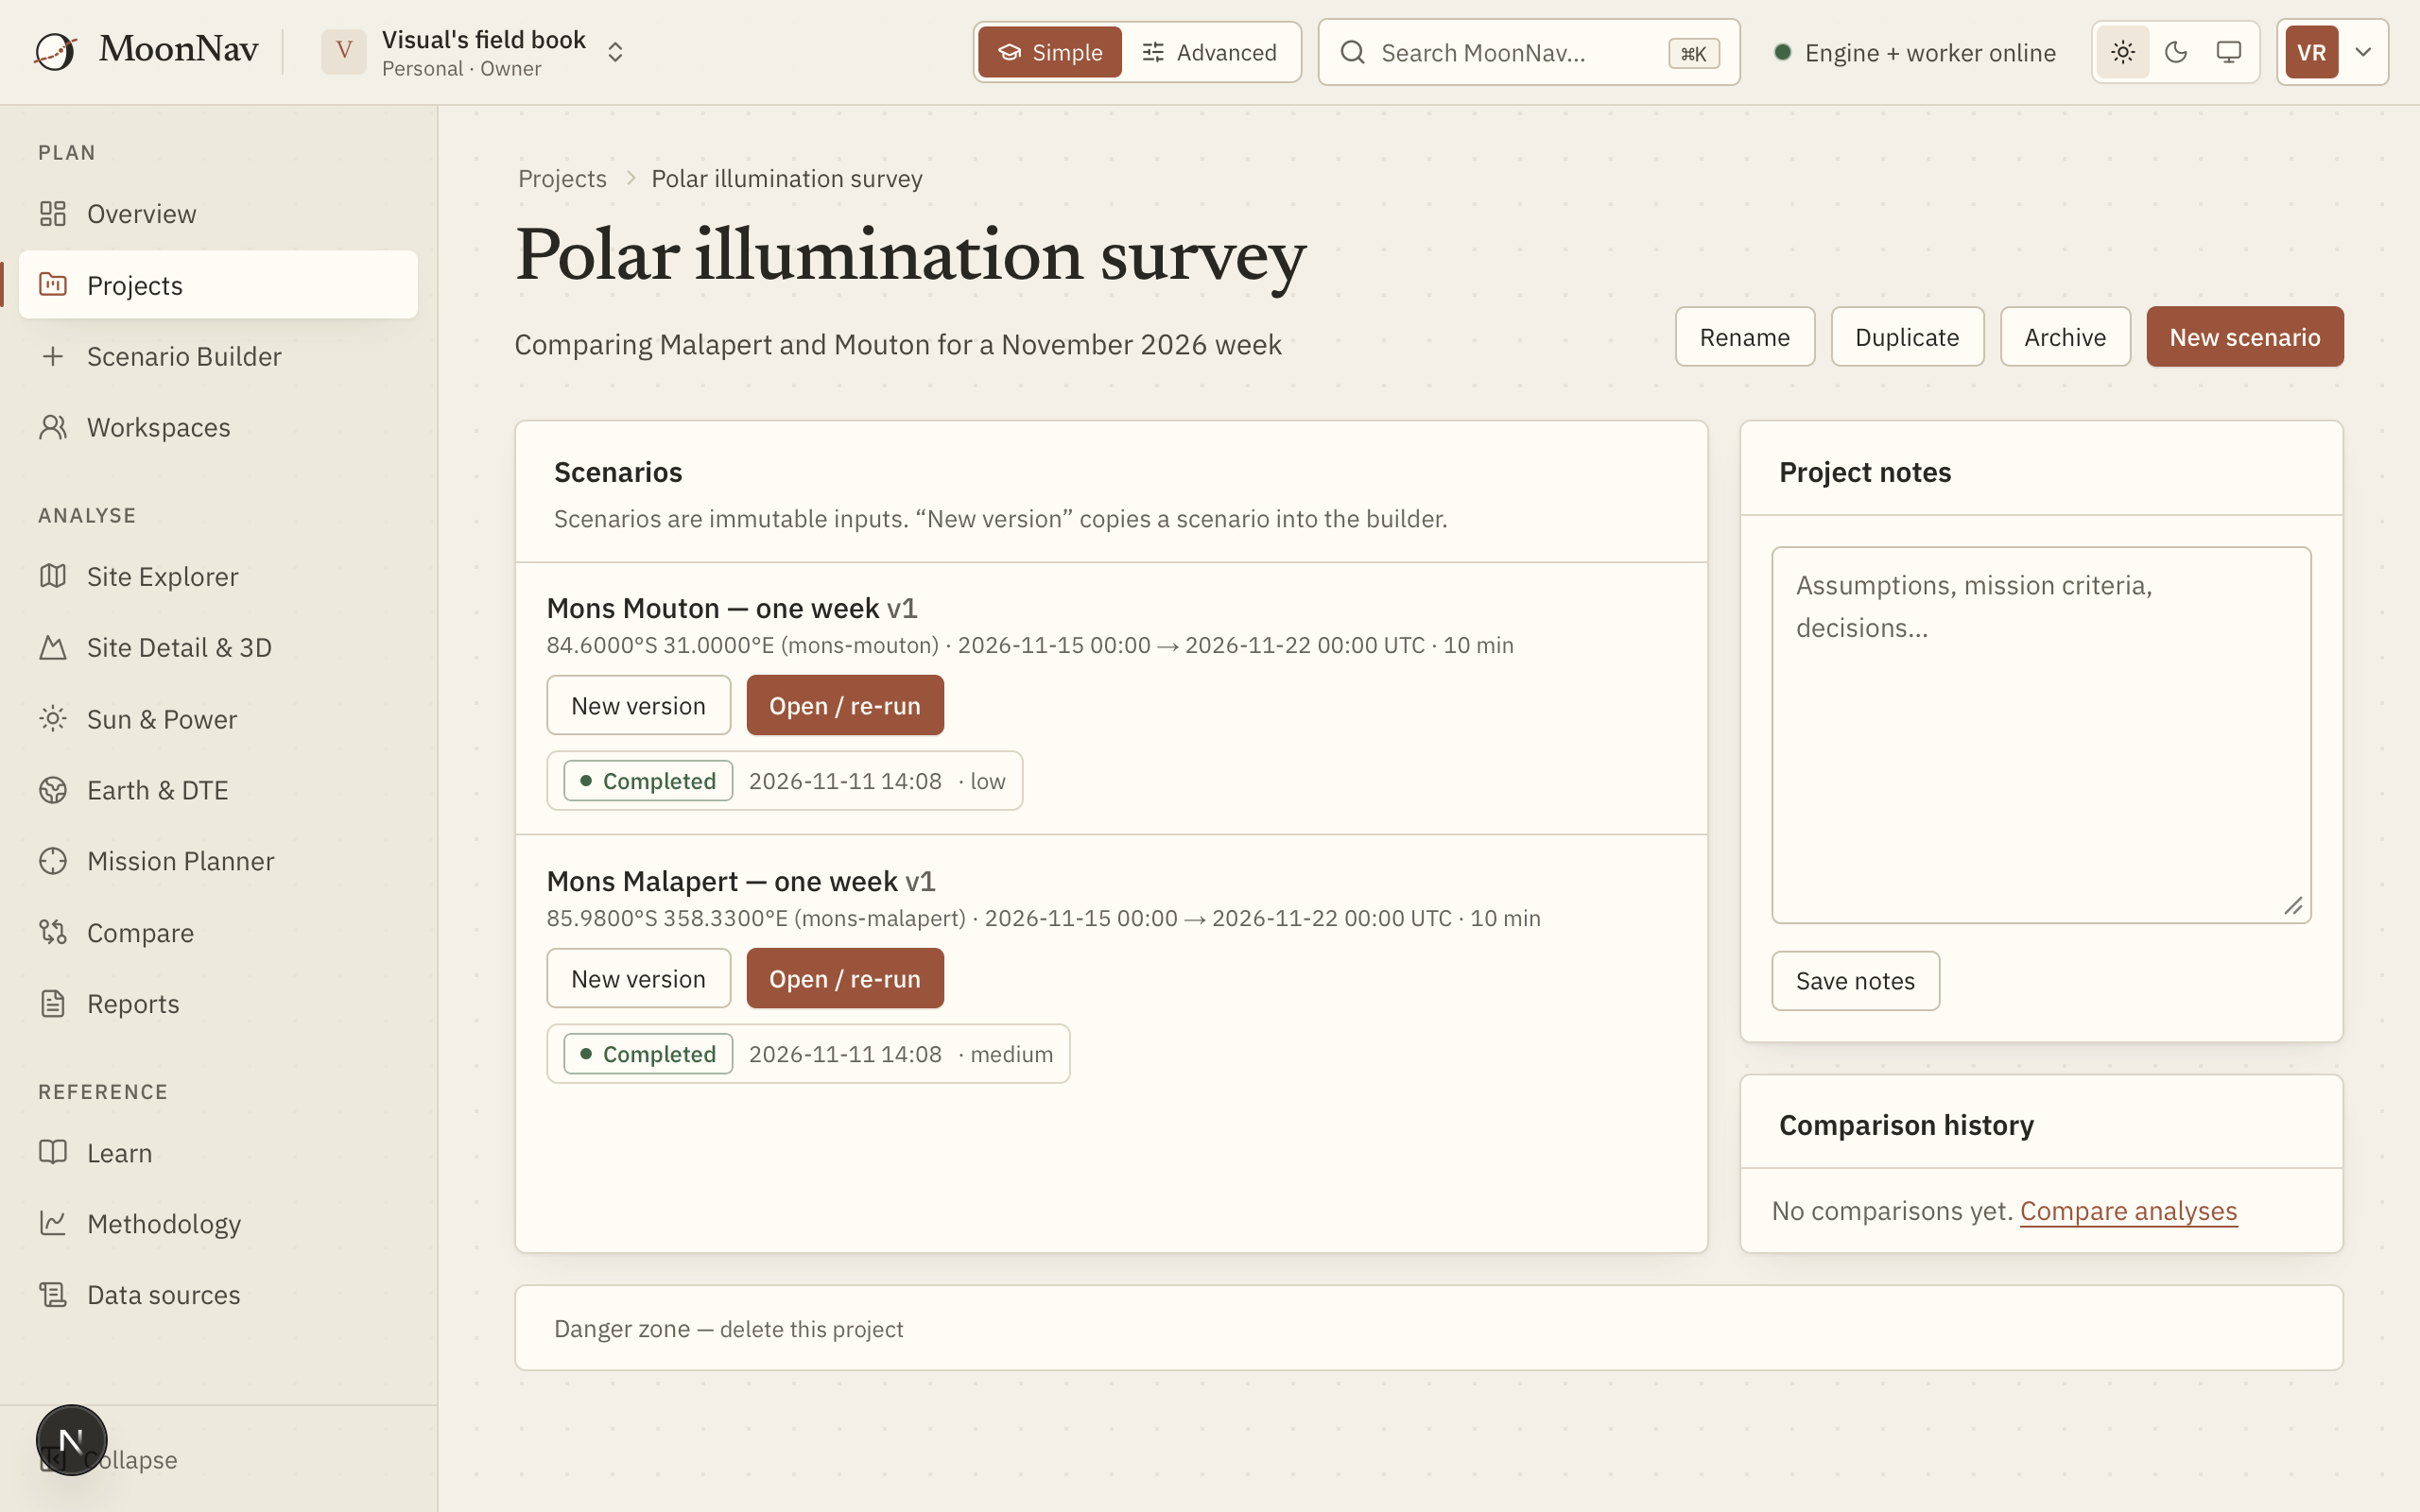 MoonNav
V
Visual's field book
Personal · Owner
Simple
Advanced
Search MoonNav...
⌘K
Engine + worker online
VR
PLAN
Overview
Projects
Scenario Builder
Workspaces
ANALYSE
Site Explorer
Site Detail & 3D
Sun & Power
Earth & DTE
Mission Planner
Compare
Reports
REFERENCE
Learn
Methodology
Data sources
N
Collapse
Projects
Polar illumination survey
Polar illumination survey
Comparing Malapert and Mouton for a November 2026 week
Rename
Duplicate
Archive
New scenario
Scenarios
Scenarios are immutable inputs. “New version” copies a scenario into the builder.
Mons Mouton — one week v1
84.6000°S 31.0000°E (mons-mouton) · 2026-11-15 00:00 → 2026-11-22 00:00 UTC · 10 min
New version
Open / re-run
Completed 2026-11-11 14:08 · low
Mons Malapert — one week v1
85.9800°S 358.3300°E (mons-malapert) · 2026-11-15 00:00 → 2026-11-22 00:00 UTC · 10 min
New version
Open / re-run
Completed 2026-11-11 14:08 · medium
Project notes
Assumptions, mission criteria,
decisions...
Save notes
Comparison history
No comparisons yet. Compare analyses
Danger zone — delete this project